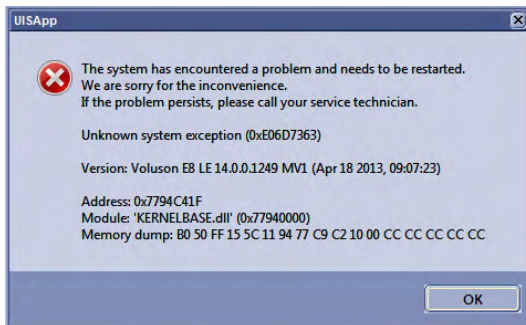 UISApp
The system has encountered a problem and needs to be restarted.
We are sorry for the inconvenience.
If the problem persists, please call your service technician.
Unknown system exception (0xE06D7363)
Version: Voluson E8 LE 14.0.0.1249 MV1 (Apr 18 2013, 09:07:23)
Address: 0x7794C41F
Module: 'KERNELBASE.dll' (0x77940000)
Memory dump: B0 50 FF 15 5C 11 94 77 C9 C2 10 00 CC CC CC CC CC
OK